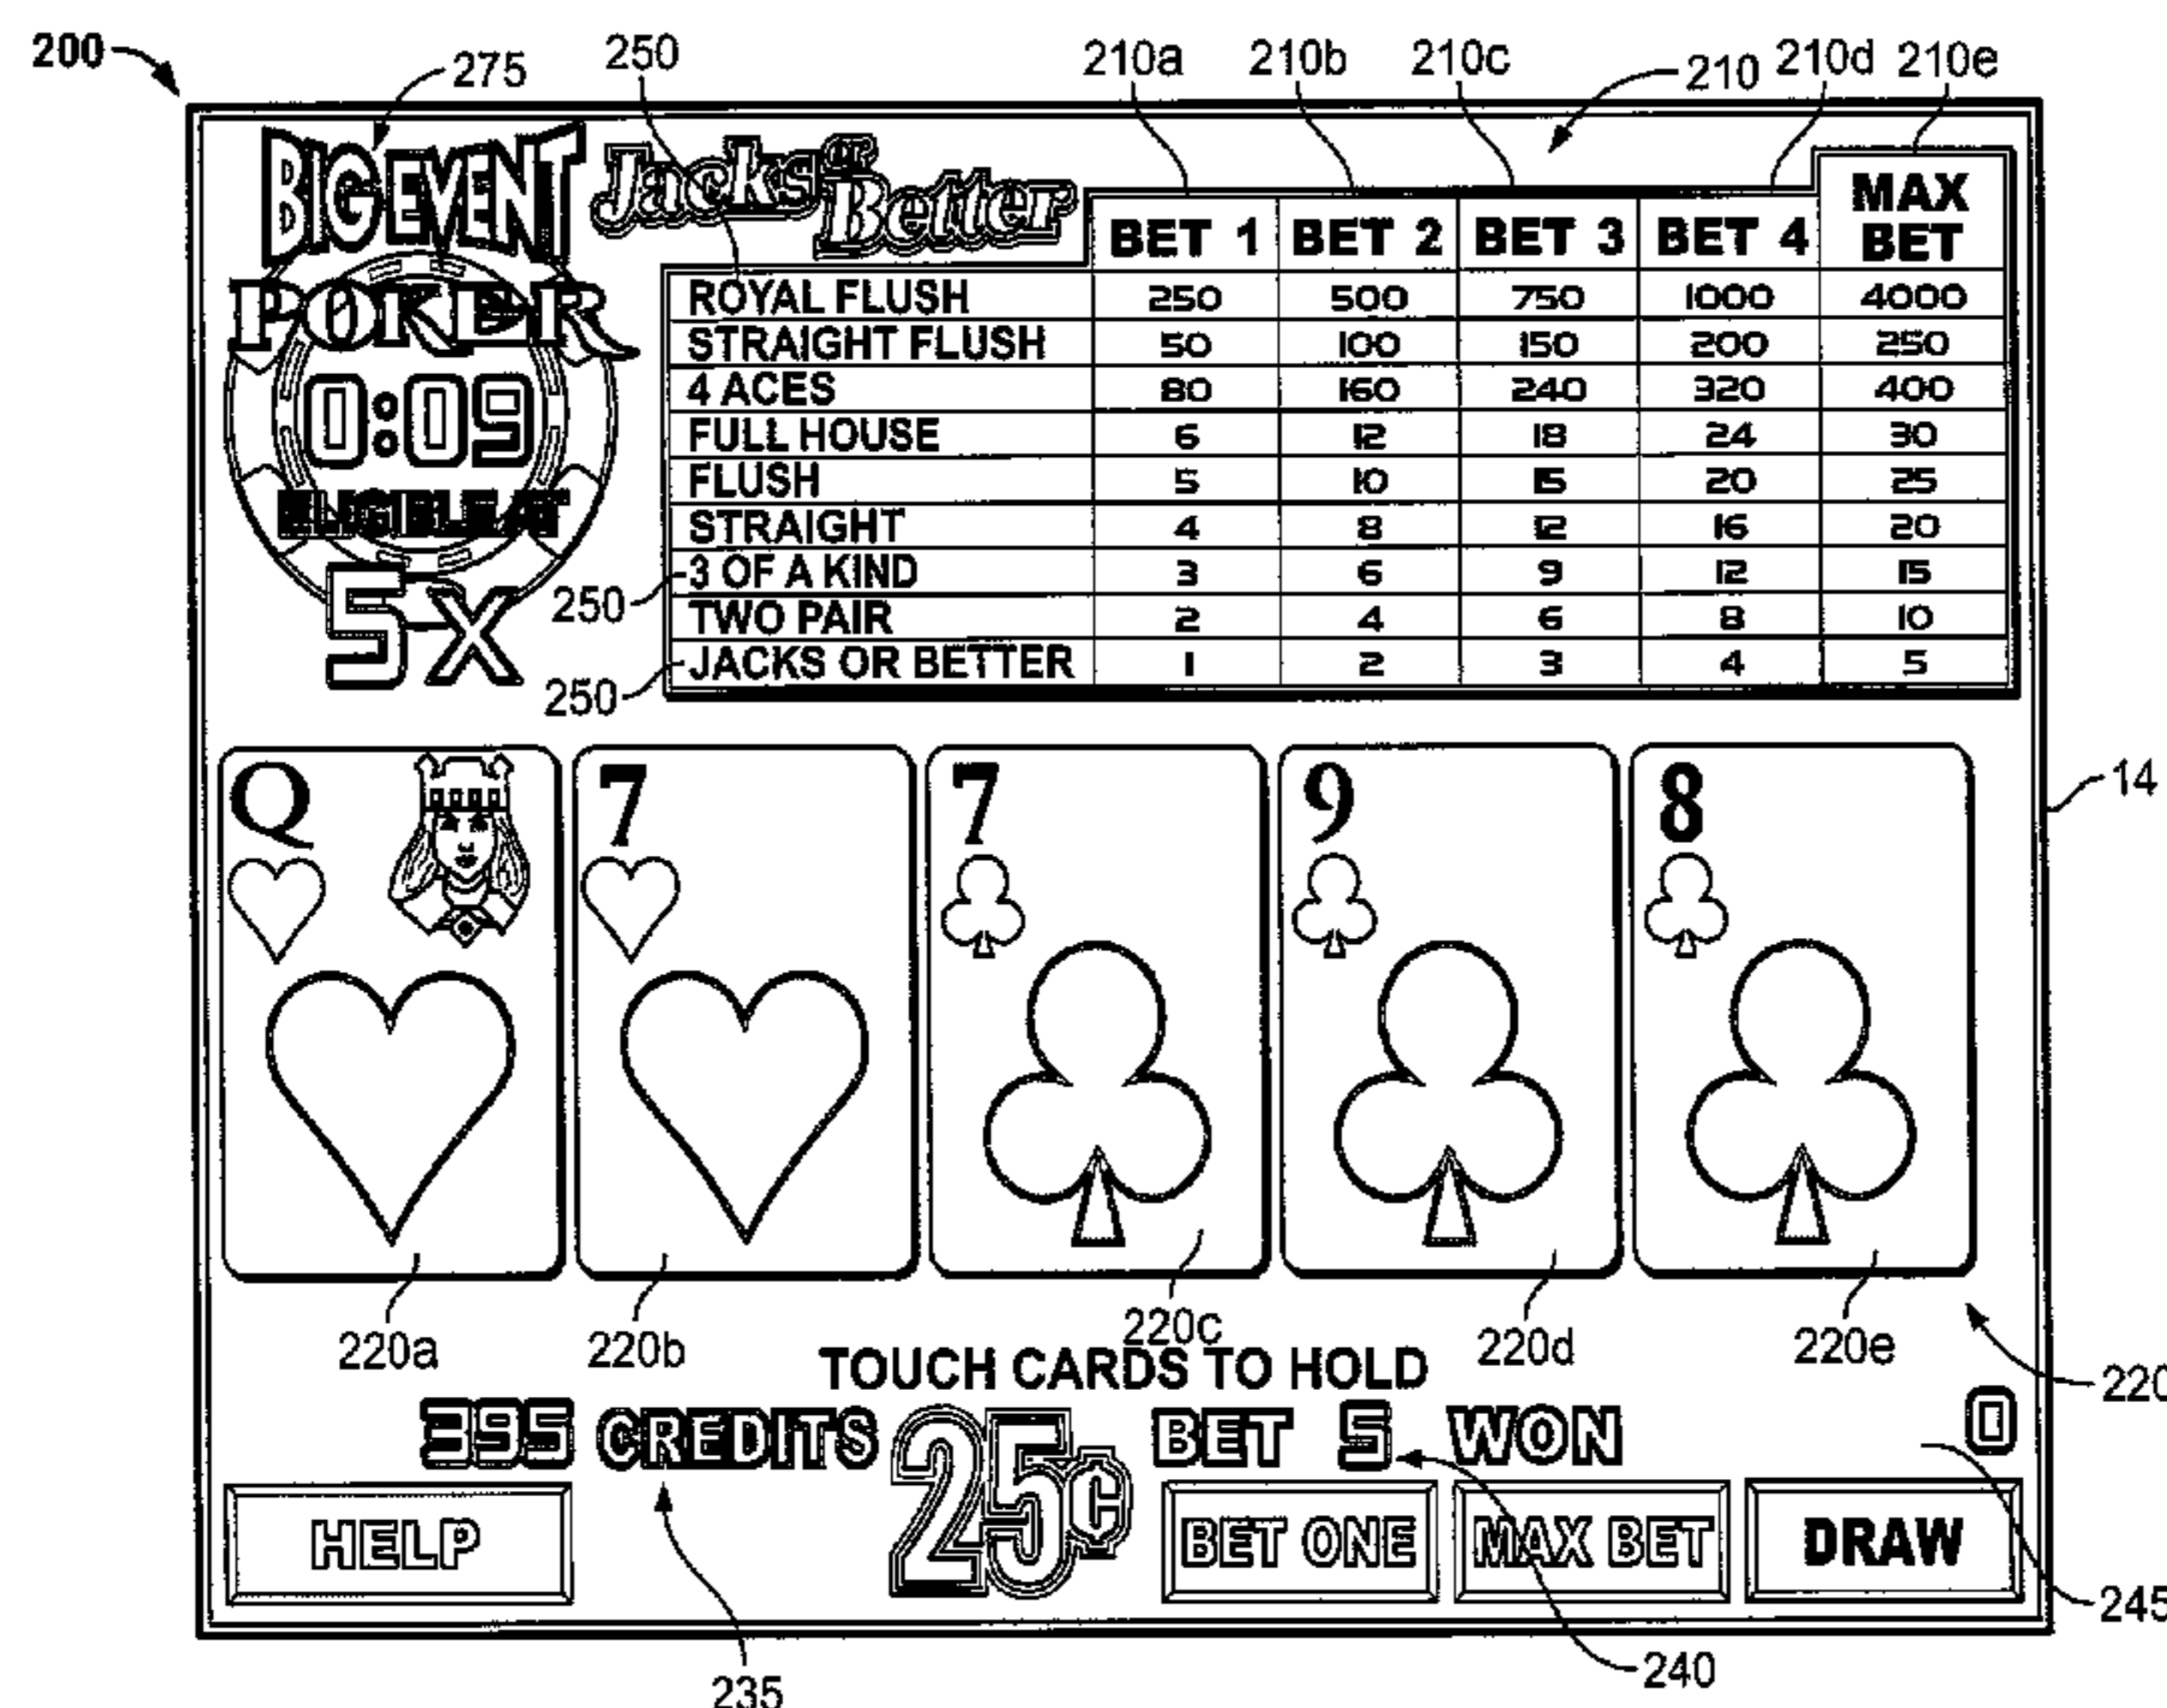 200
275
250
210a
210b
210c
210
210d
210e
BIG EVENT
POKER
0:09
ELIGIBLE AT
5X
Jacks or Better
BET 1 BET 2 BET 3 BET 4 MAX BET
ROYAL FLUSH 250 500 750 1000 4000
STRAIGHT FLUSH 50 100 150 200 250
4 ACES 80 160 240 320 400
FULL HOUSE 6 12 18 24 30
FLUSH 5 10 15 20 25
STRAIGHT 4 8 12 16 20
3 OF A KIND 3 6 9 12 15
TWO PAIR 2 4 6 8 10
JACKS OR BETTER 1 2 3 4 5
250
250
Q
7
7
9
8
14
220a
220b
220c
220d
220e
220
TOUCH CARDS TO HOLD
395 CREDITS 25¢ BET 5 WON 0
HELP
BET ONE
MAX BET
DRAW
245
240
235